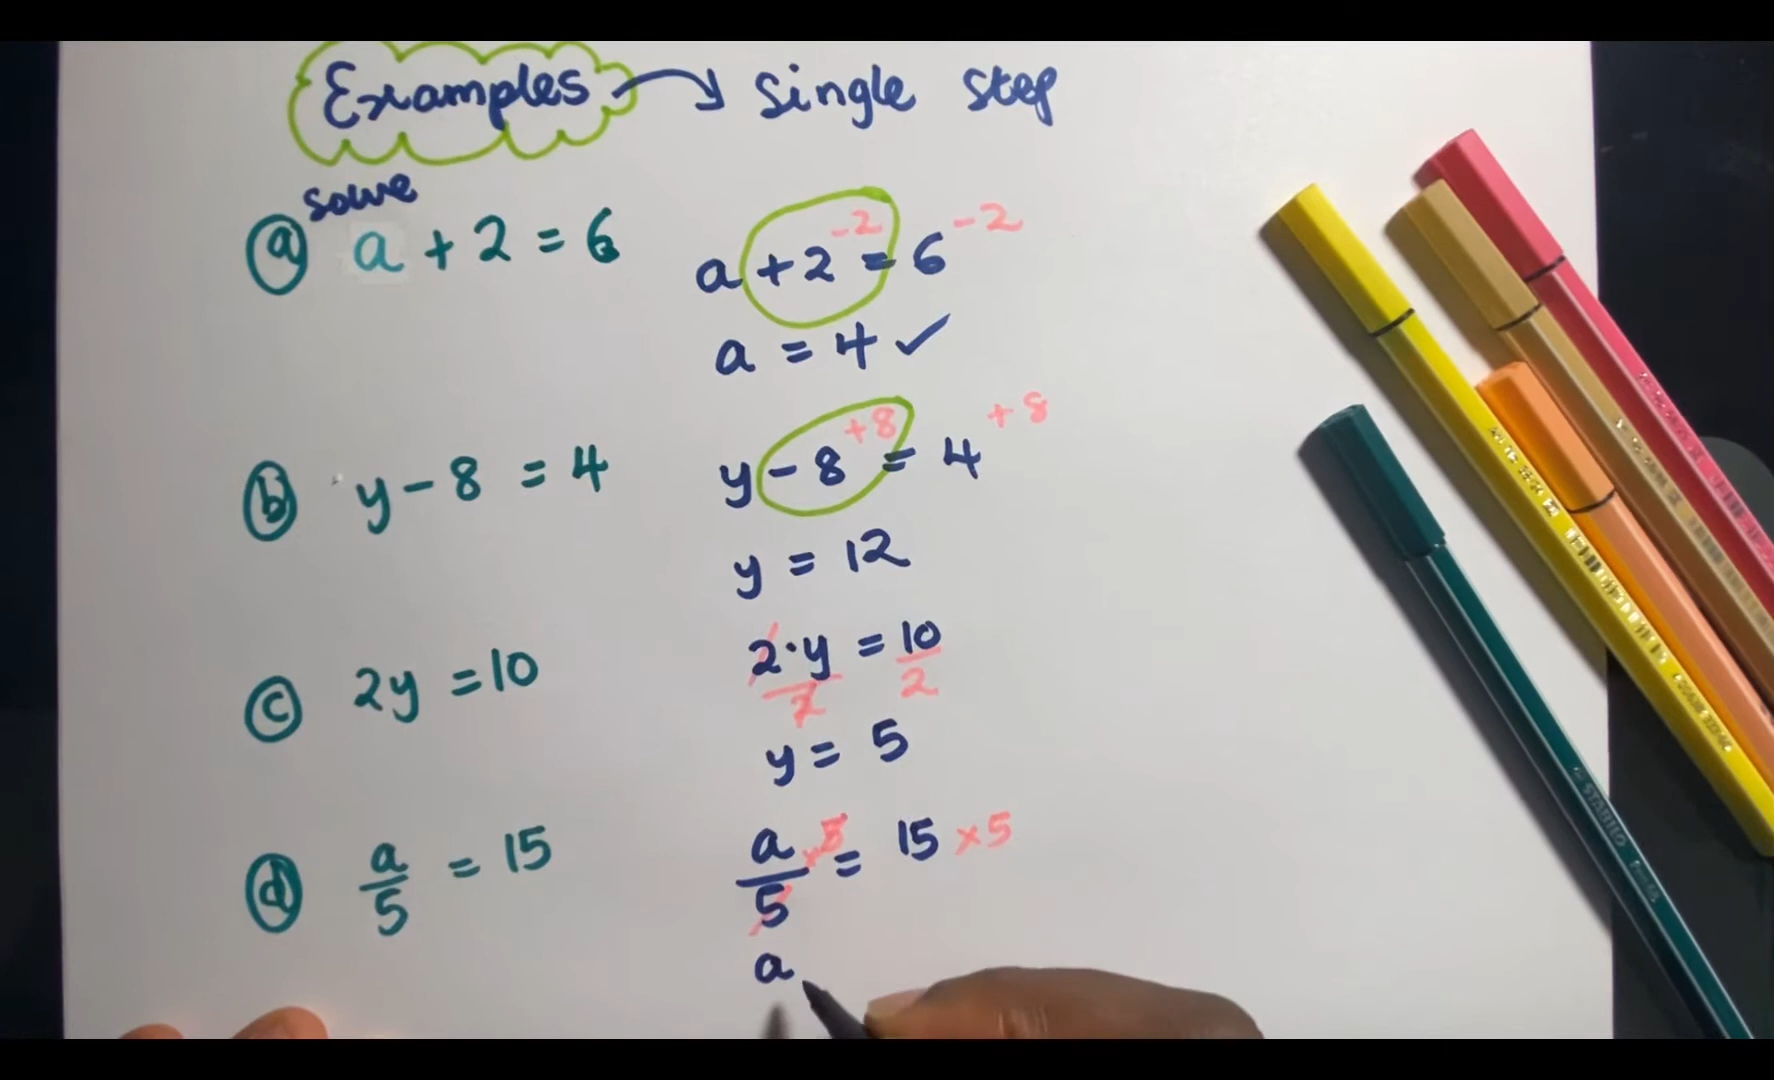 Examples → Single Step
solve
ⓐ a + 2 = 6
a + 2 -2 = 6 -2
a = 4 ✓
ⓑ y - 8 = 4
y - 8 +8 = 4 +8
y = 12
ⓒ 2y = 10
2·y/2 = 10/2
y = 5
ⓓ a/5 = 15
a/5 ×5 = 15 ×5
a
STABILO